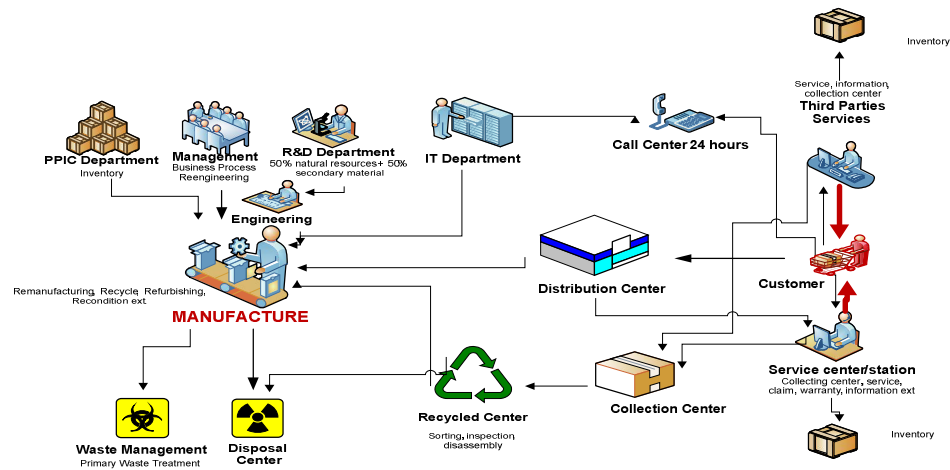 Inventory
Service, information,
collection center
Third Parties
Services
PPIC Department
Inventory
Management
Business Process
Reengineering
R&D Department
50% natural resources+ 50%
secondary material
IT Department
Call Center 24 hours
Engineering
Remanufacturing, Recycle, Refurbishing,
Recondition ext.
MANUFACTURE
Distribution Center
Customer
Service center/station
Collecting center, service,
claim, warranty, information ext
Collection Center
Recycled Center
Sorting, inspection,
disassembly
Waste Management
Primary Waste Treatment
Disposal
Center
Inventory